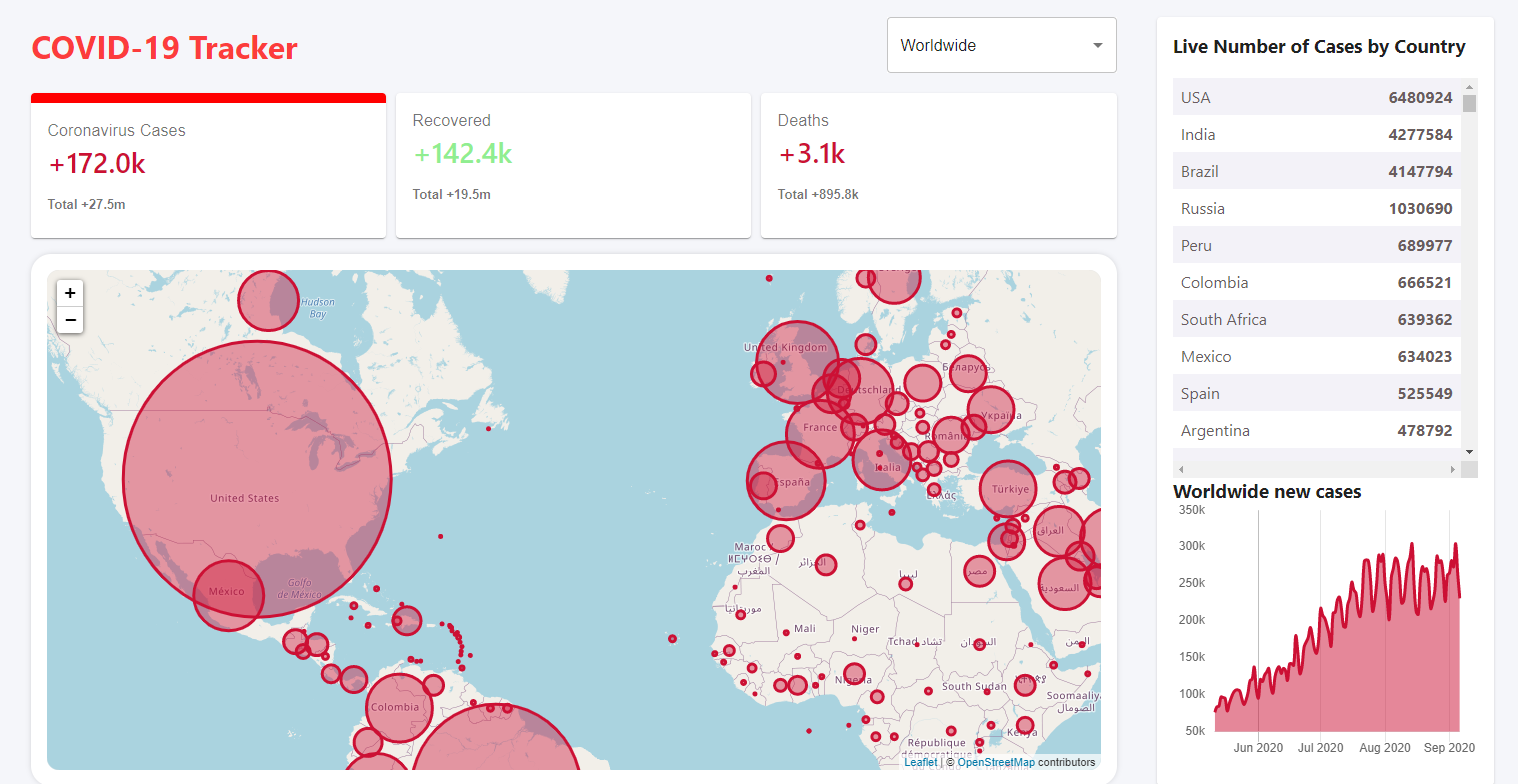 COVID-19 Tracker
Worldwide
Coronavirus Cases
+172.0k
Total +27.5m
Recovered
+142.4k
Total +19.5m
Deaths
+3.1k
Total +895.8k
+
−
Hudson
Bay
United States
Golfo
de México
México
Colombia
United Kingdom
Deutschland
Беларусь
Україна
France
România
Italia
España
Ελλάς
Türkiye
العراق
السعودية
Maroc
ⵍⵎⵖⵔⵉⴱ /
المغرب
الجزائر
ليبيا
مصر
موريتانيا
Mali
Niger
Tchad تشاد
السودان
اليمن
Nigeria
South Sudan
Soomaaliya
الصومال
Kenya
République
démocratique
Leaflet | © OpenStreetMap contributors
Live Number of Cases by Country
USA 6480924
India 4277584
Brazil 4147794
Russia 1030690
Peru 689977
Colombia 666521
South Africa 639362
Mexico 634023
Spain 525549
Argentina 478792
Worldwide new cases
350k
300k
250k
200k
150k
100k
50k
Jun 2020 Jul 2020 Aug 2020 Sep 2020